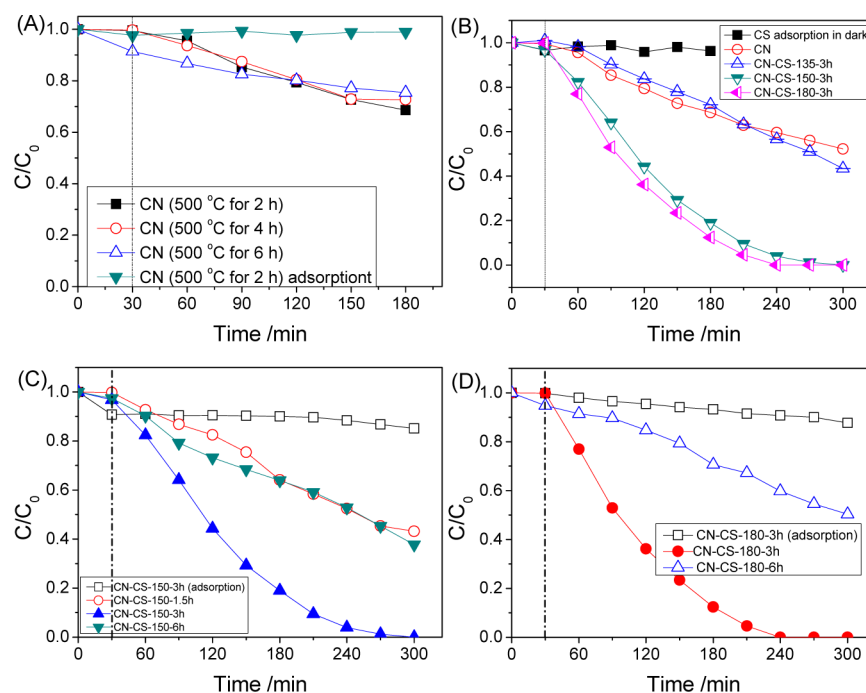 (A)
C/C0
1.0
0.8
0.6
0.4
0.2
0.0
CN (500 °C for 2 h)
CN (500 °C for 4 h)
CN (500 °C for 6 h)
CN (500 °C for 2 h) adsorptiont
0 30 60 90 120 150 180
Time /min
(B)
C/C0
1.0
0.8
0.6
0.4
0.2
0.0
CS adsorption in dark
CN
CN-CS-135-3h
CN-CS-150-3h
CN-CS-180-3h
0 60 120 180 240 300
Time /min
(C)
C/C0
1.0
0.8
0.6
0.4
0.2
0.0
CN-CS-150-3h (adsorption)
CN-CS-150-1.5h
CN-CS-150-3h
CN-CS-150-6h
0 60 120 180 240 300
Time /min
(D)
C/C0
1.0
0.8
0.6
0.4
0.2
0.0
CN-CS-180-3h (adsorption)
CN-CS-180-3h
CN-CS-180-6h
0 60 120 180 240 300
Time /min